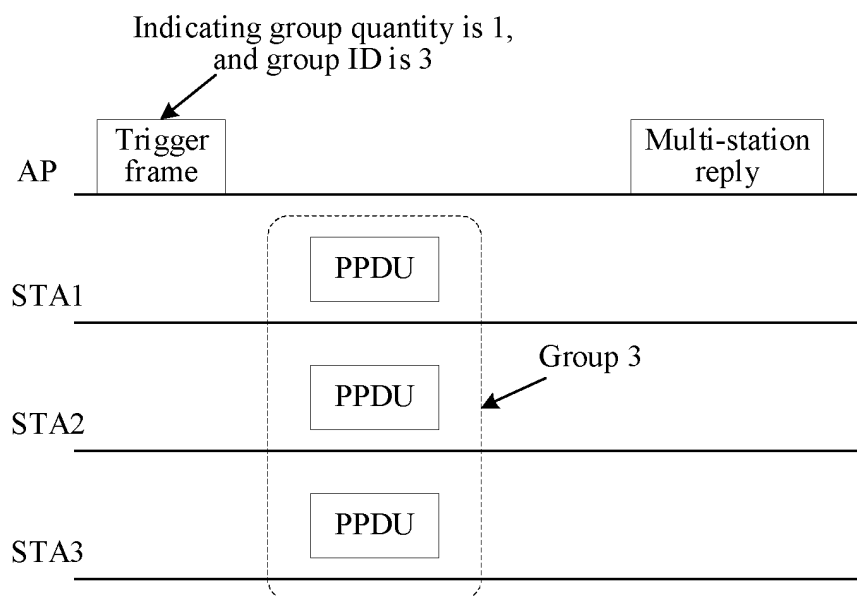 Indicating group quantity is 1,
and group ID is 3
Trigger
frame
Multi-station
reply
AP
PPDU
STA1
Group 3
PPDU
STA2
PPDU
STA3